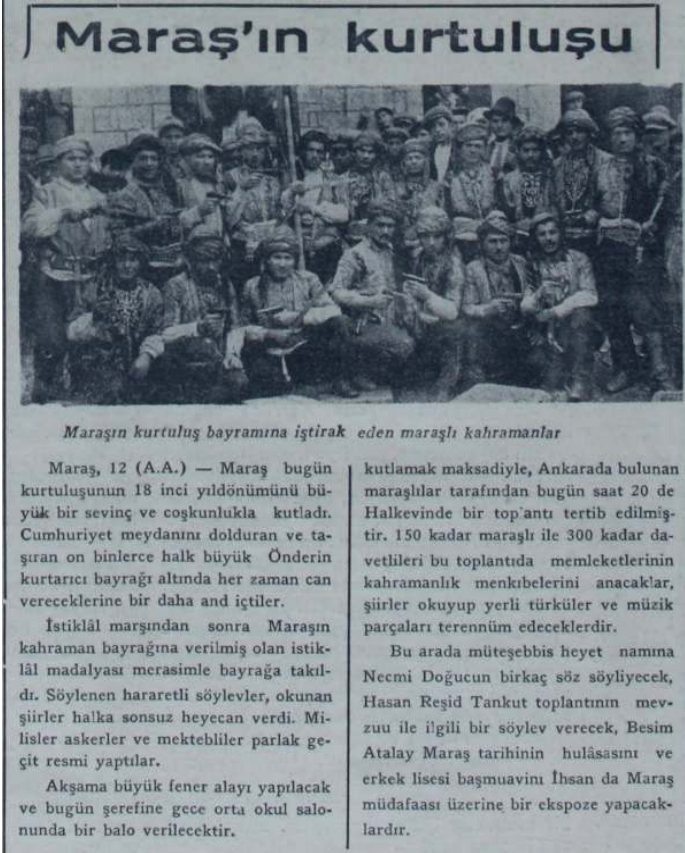 Maraş'ın kurtuluşu
Maraşın kurtuluş bayramına iştirak eden maraşlı kahramanlar
Maraş, 12 (A.A.) — Maraş bugün
kurtuluşunun 18 inci yıldönümünü bü-
yük bir sevinç ve coşkunlukla kutladı.
Cumhuriyet meydanını dolduran ve ta-
şıran on binlerce halk büyük Önderin
kurtarıcı bayrağı altında her zaman can
vereceklerine bir daha and içtiler.
İstiklâl marşından sonra Maraşın
kahraman bayrağına verilmiş olan istik-
lâl madalyası merasimle bayrağa takıl-
dı. Söylenen hararetli söylevler, okunan
şiirler halka sonsuz heyecan verdi. Mi-
lisler askerler ve mektebliler parlak ge-
çit resmi yaptılar.
Akşama büyük fener alayı yapılacak
ve bugün şerefine gece orta okul salo-
nunda bir balo verilecektir.
kutlamak maksadiyle, Ankarada bulunan
maraşlılar tarafından bugün saat 20 de
Halkevinde bir top'antı tertib edilmiş-
tir. 150 kadar maraşlı ile 300 kadar da-
vetlileri bu toplantıda memleketlerinin
kahramanlık menkıbelerini anacaklar,
şiirler okuyup yerli türküler ve müzik
parçaları terennüm edeceklerdir.
Bu arada müteşebbis heyet namına
Necmi Doğucun birkaç söz söyliyecek,
Hasan Reşid Tankut toplantının mev-
zuu ile ilgili bir söylev verecek, Besim
Atalay Maraş tarihinin hulâsasını ve
erkek lisesi başmuavini İhsan da Maraş
müdafaası üzerine bir ekspoze yapacak-
lardır.